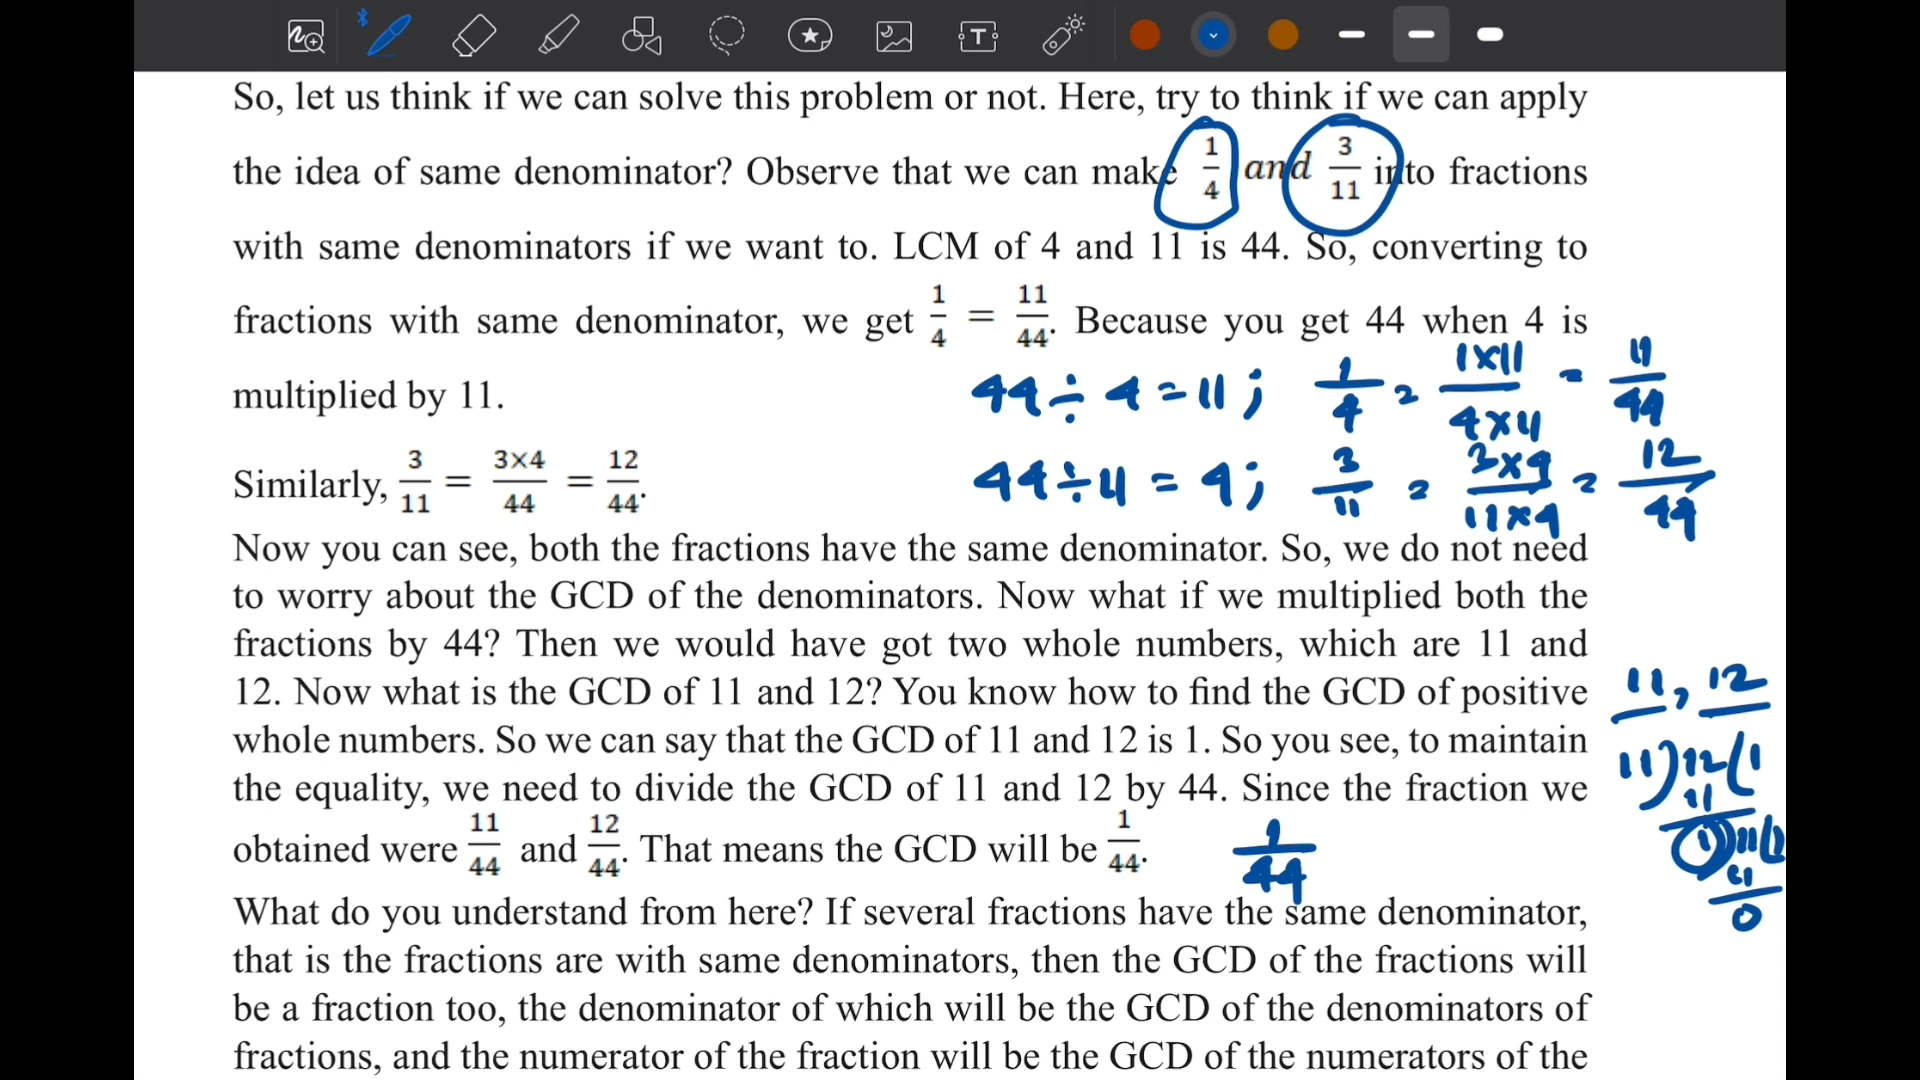 So, let us think if we can solve this problem or not. Here, try to think if we can apply
the idea of same denominator? Observe that we can make 1/4 and 3/11 into fractions
with same denominators if we want to. LCM of 4 and 11 is 44. So, converting to
fractions with same denominator, we get 1/4 = 11/44. Because you get 44 when 4 is
multiplied by 11.
44 ÷ 4 = 11 ; 1/4 = 1×11/4×11 = 11/44
Similarly, 3/11 = 3×4/44 = 12/44.
44 ÷ 11 = 4 ; 3/11 = 3×4/11×4 = 12/44
Now you can see, both the fractions have the same denominator. So, we do not need
to worry about the GCD of the denominators. Now what if we multiplied both the
fractions by 44? Then we would have got two whole numbers, which are 11 and
12. Now what is the GCD of 11 and 12? You know how to find the GCD of positive
11, 12
whole numbers. So we can say that the GCD of 11 and 12 is 1. So you see, to maintain
11)12(1
the equality, we need to divide the GCD of 11 and 12 by 44. Since the fraction we
11
obtained were 11/44 and 12/44. That means the GCD will be 1/44.
1/44
1)11(1
11
0
What do you understand from here? If several fractions have the same denominator,
that is the fractions are with same denominators, then the GCD of the fractions will
be a fraction too, the denominator of which will be the GCD of the denominators of
fractions, and the numerator of the fraction will be the GCD of the numerators of the